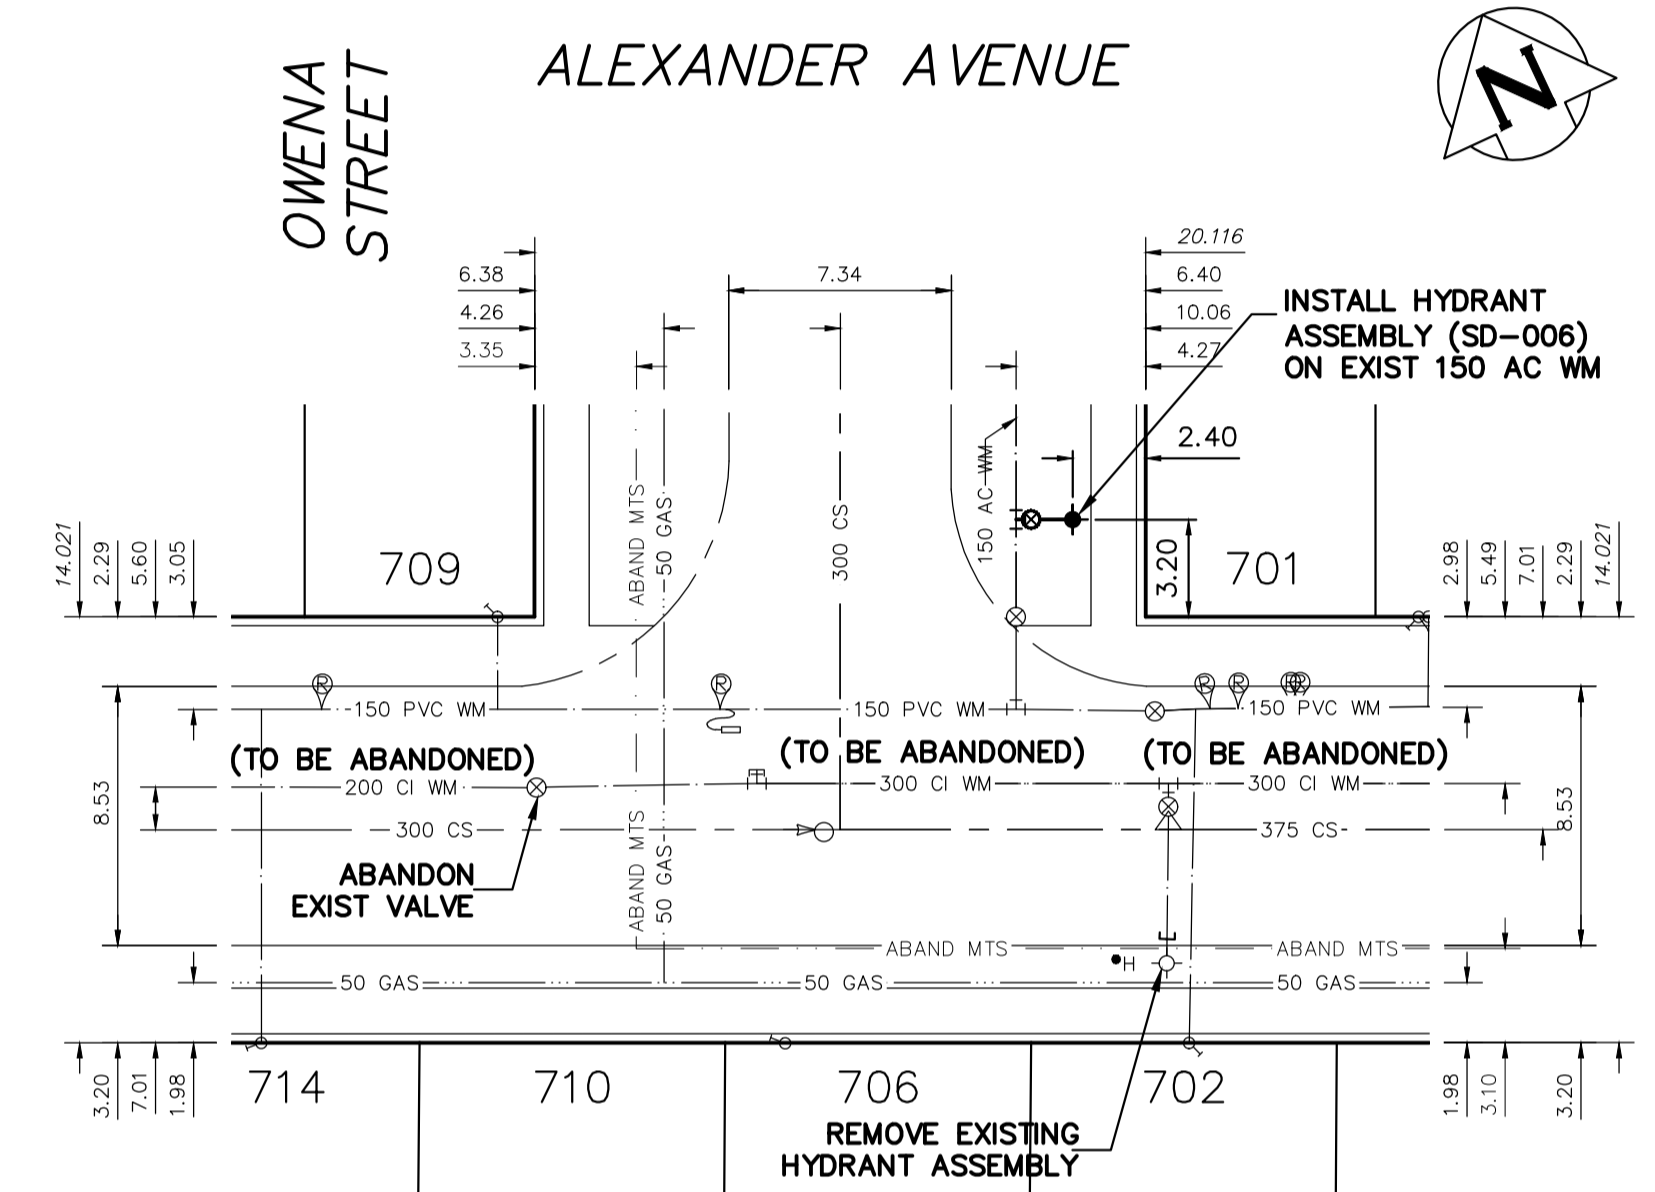 ALEXANDER AVENUE
OWENA
STREET
N
20.116
6.38
7.34
6.40
4.26
10.06
3.35
4.27
INSTALL HYDRANT
ASSEMBLY (SD-006)
ON EXIST 150 AC WM
2.40
150 AC WM
ABAND MTS
50 GAS
300 CS
3.20
14.021
2.29
5.60
3.05
709
701
2.98
5.49
7.01
2.29
14.021
R
R
R
R
R
R
150 PVC WM
150 PVC WM
150 PVC WM
(TO BE ABANDONED)
(TO BE ABANDONED)
(TO BE ABANDONED)
200 CI WM
300 CI WM
300 CI WM
8.53
8.53
300 CS
375 CS
ABANDON
EXIST VALVE
ABAND MTS
50 GAS
ABAND MTS
ABAND MTS
H
50 GAS
50 GAS
50 GAS
3.20
7.01
1.98
714
710
706
702
1.98
3.10
3.20
REMOVE EXISTING
HYDRANT ASSEMBLY